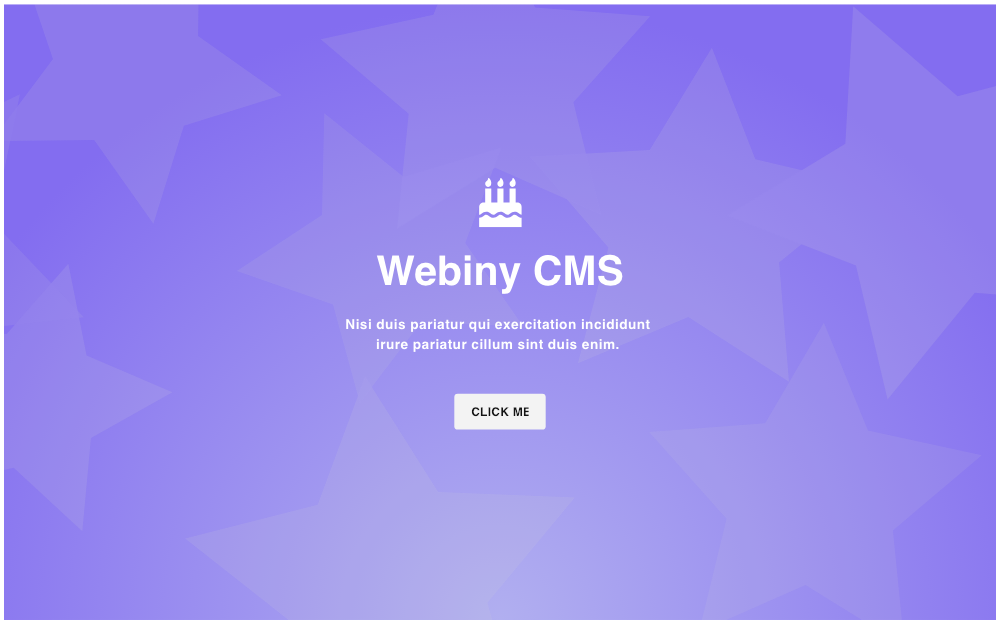 Webiny CMS
Nisi duis pariatur qui exercitation incididunt
irure pariatur cillum sint duis enim.
CLICK ME